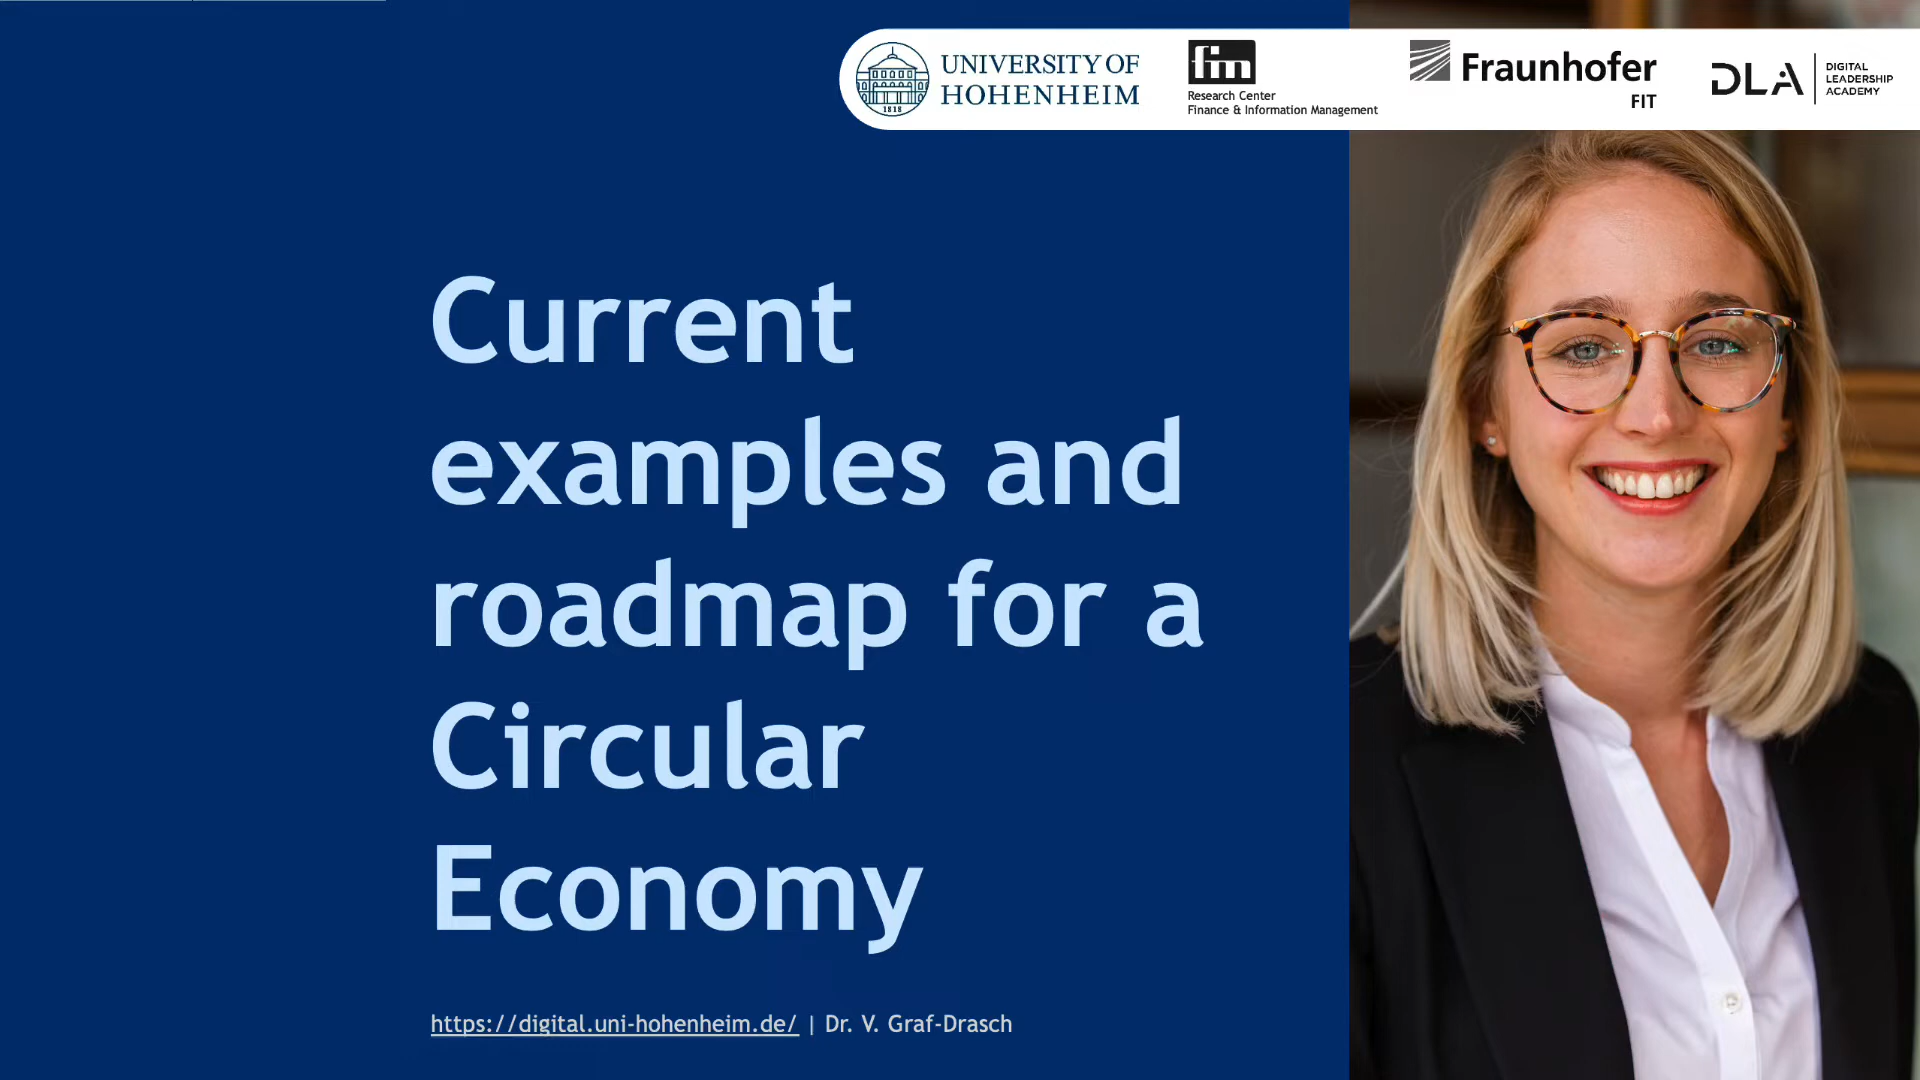 UNIVERSITY OF
HOHENHEIM
1818
fim
Research Center
Finance & Information Management
Fraunhofer
FIT
DLA
DIGITAL
LEADERSHIP
ACADEMY
Current
examples and
roadmap for a
Circular
Economy
https://digital.uni-hohenheim.de/ | Dr. V. Graf-Drasch